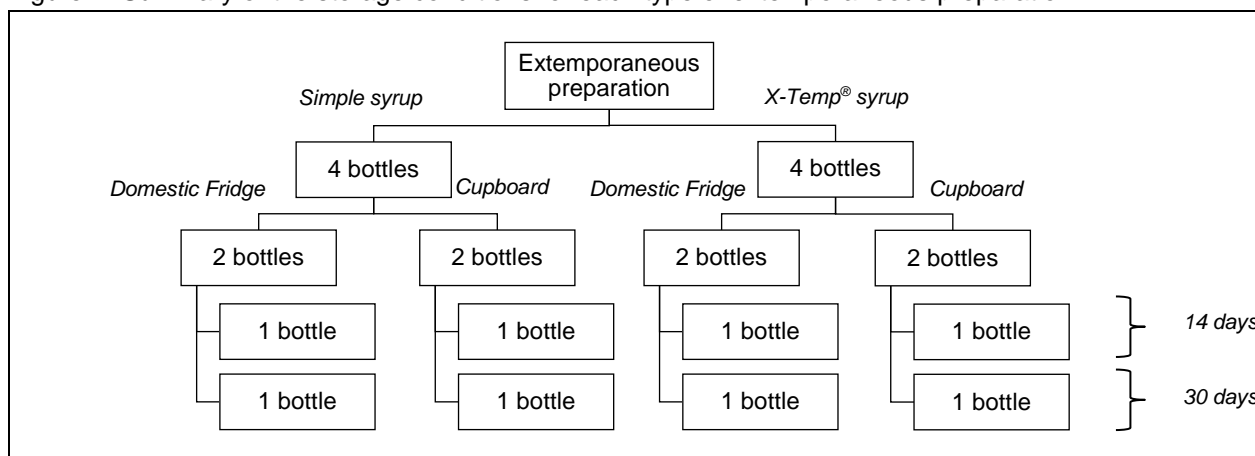 Extemporaneous
preparation
Simple syrup
X-Temp® syrup
4 bottles
4 bottles
Domestic Fridge
Cupboard
Domestic Fridge
Cupboard
2 bottles
2 bottles
2 bottles
2 bottles
1 bottle
1 bottle
1 bottle
1 bottle
14 days
1 bottle
1 bottle
1 bottle
1 bottle
30 days